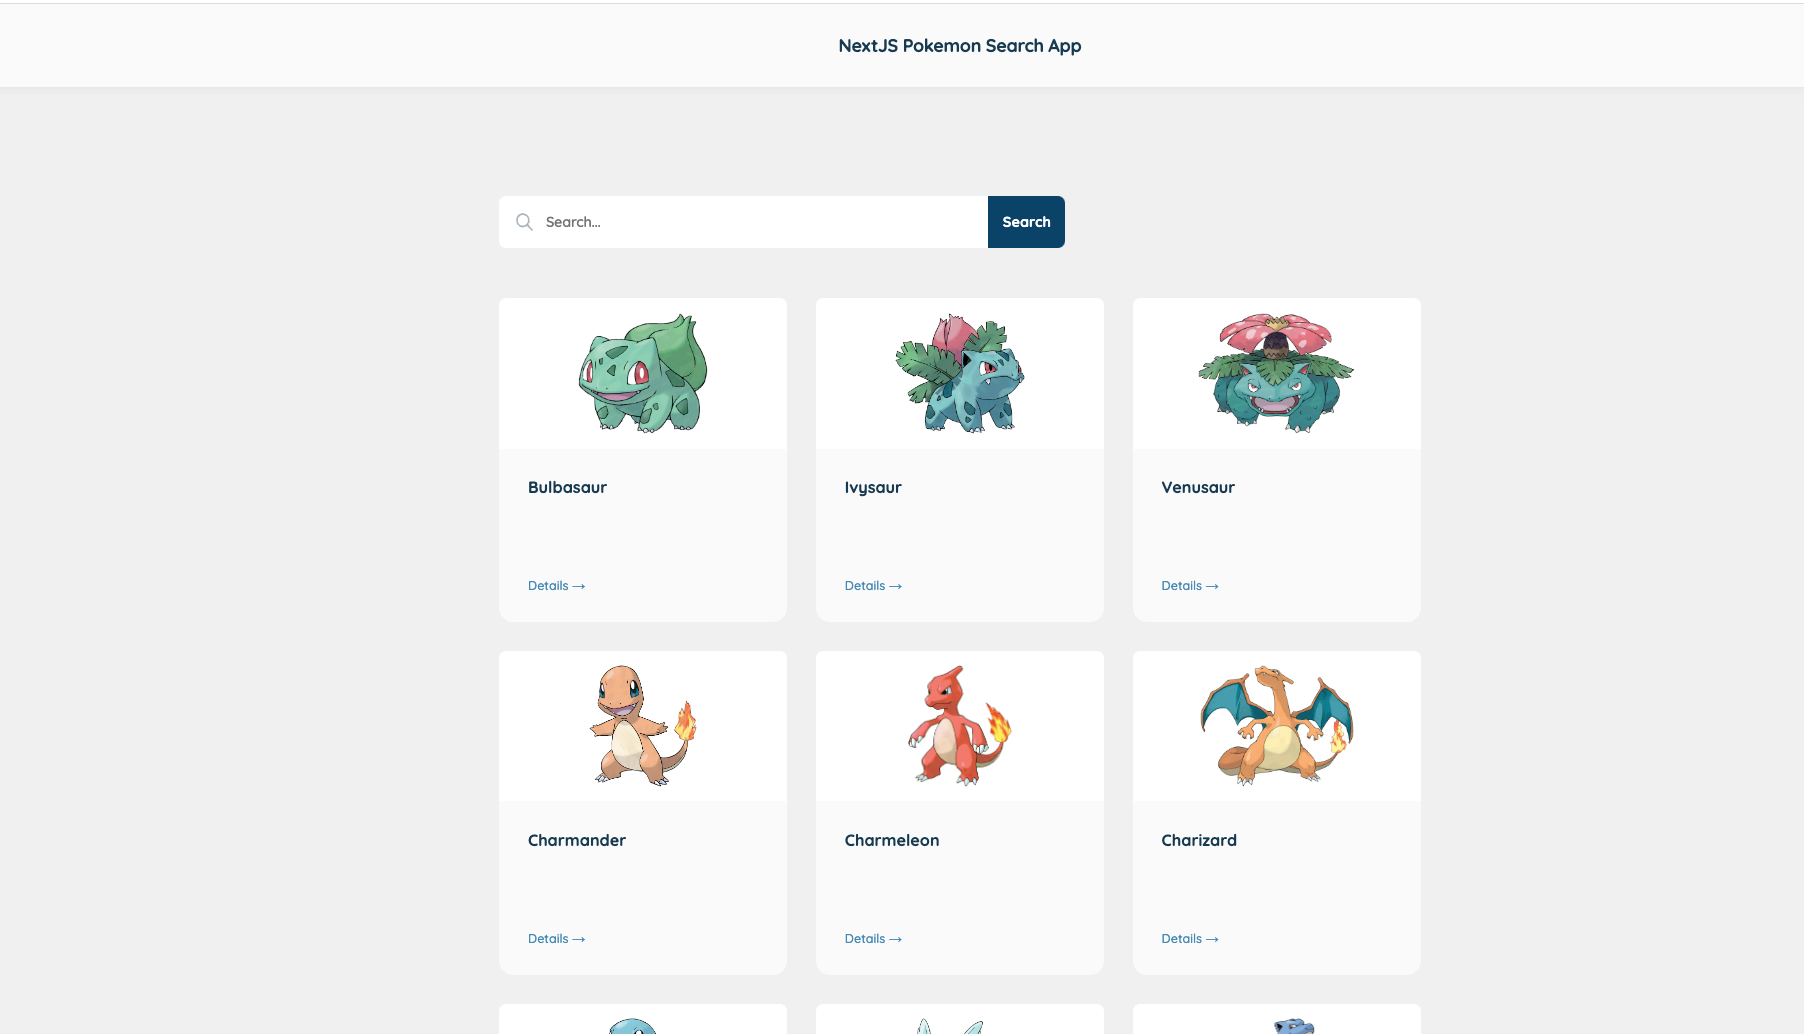 NextJS Pokemon Search App
Search...
Search
Bulbasaur
Ivysaur
Venusaur
Details →
Details →
Details →
Charmander
Charmeleon
Charizard
Details →
Details →
Details →